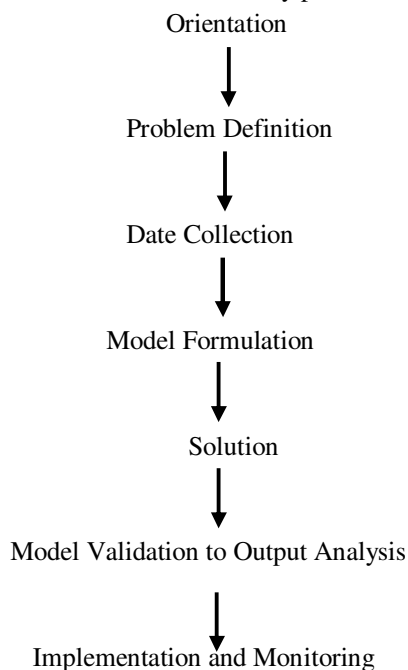 Orientation
Problem Definition
Date Collection
Model Formulation
Solution
Model Validation to Output Analysis
Implementation and Monitoring